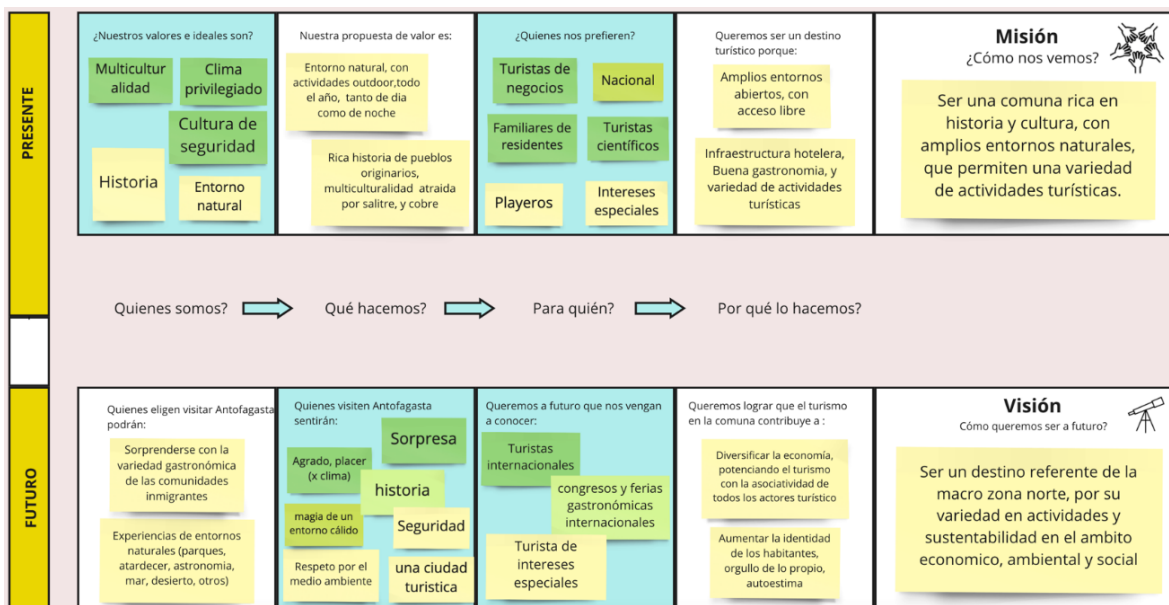 PRESENTE
¿Nuestros valores e ideales son?
Multicultur
alidad
Clima
privilegiado
Cultura de
seguridad
Historia
Entorno
natural
Nuestra propuesta de valor es:
Entorno natural, con
actividades outdoor,todo
el año, tanto de dia
como de noche
Rica historia de pueblos
originarios,
multiculturalidad atraida
por salitre, y cobre
¿Quienes nos prefieren?
Turistas de
negocios
Nacional
Familiares de
residentes
Turistas
científicos
Playeros
Intereses
especiales
Queremos ser un destino
turístico porque:
Amplios entornos
abiertos, con
acceso libre
Infraestructura hotelera,
Buena gastronomia, y
variedad de actividades
turísticas
Misión
¿Cómo nos vemos?
Ser una comuna rica en
historia y cultura, con
amplios entornos naturales,
que permiten una variedad
de actividades turísticas.
Quienes somos?
Qué hacemos?
Para quién?
Por qué lo hacemos?
FUTURO
Quienes eligen visitar Antofagasta
podrán:
Sorprenderse con la
variedad gastronómica
de las comunidades
inmigrantes
Experiencias de entornos
naturales (parques,
atardecer, astronomia,
mar, desierto, otros)
Quienes visiten Antofagasta
sentirán:
Sorpresa
Agrado, placer
(x clima)
historia
magia de un
entorno cálido
Seguridad
Respeto por el
medio ambiente
una ciudad
turistica
Queremos a futuro que nos vengan
a conocer:
Turistas
internacionales
congresos y ferias
gastronómicas
internacionales
Turista de
intereses
especiales
Queremos lograr que el turismo
en la comuna contribuye a :
Diversificar la economía,
potenciando el turismo
con la asociatividad de
todos los actores turístico
Aumentar la identidad
de los habitantes,
orgullo de lo propio,
autoestima
Visión
Cómo queremos ser a futuro?
Ser un destino referente de la
macro zona norte, por su
variedad en actividades y
sustentabilidad en el ambito
economico, ambiental y social